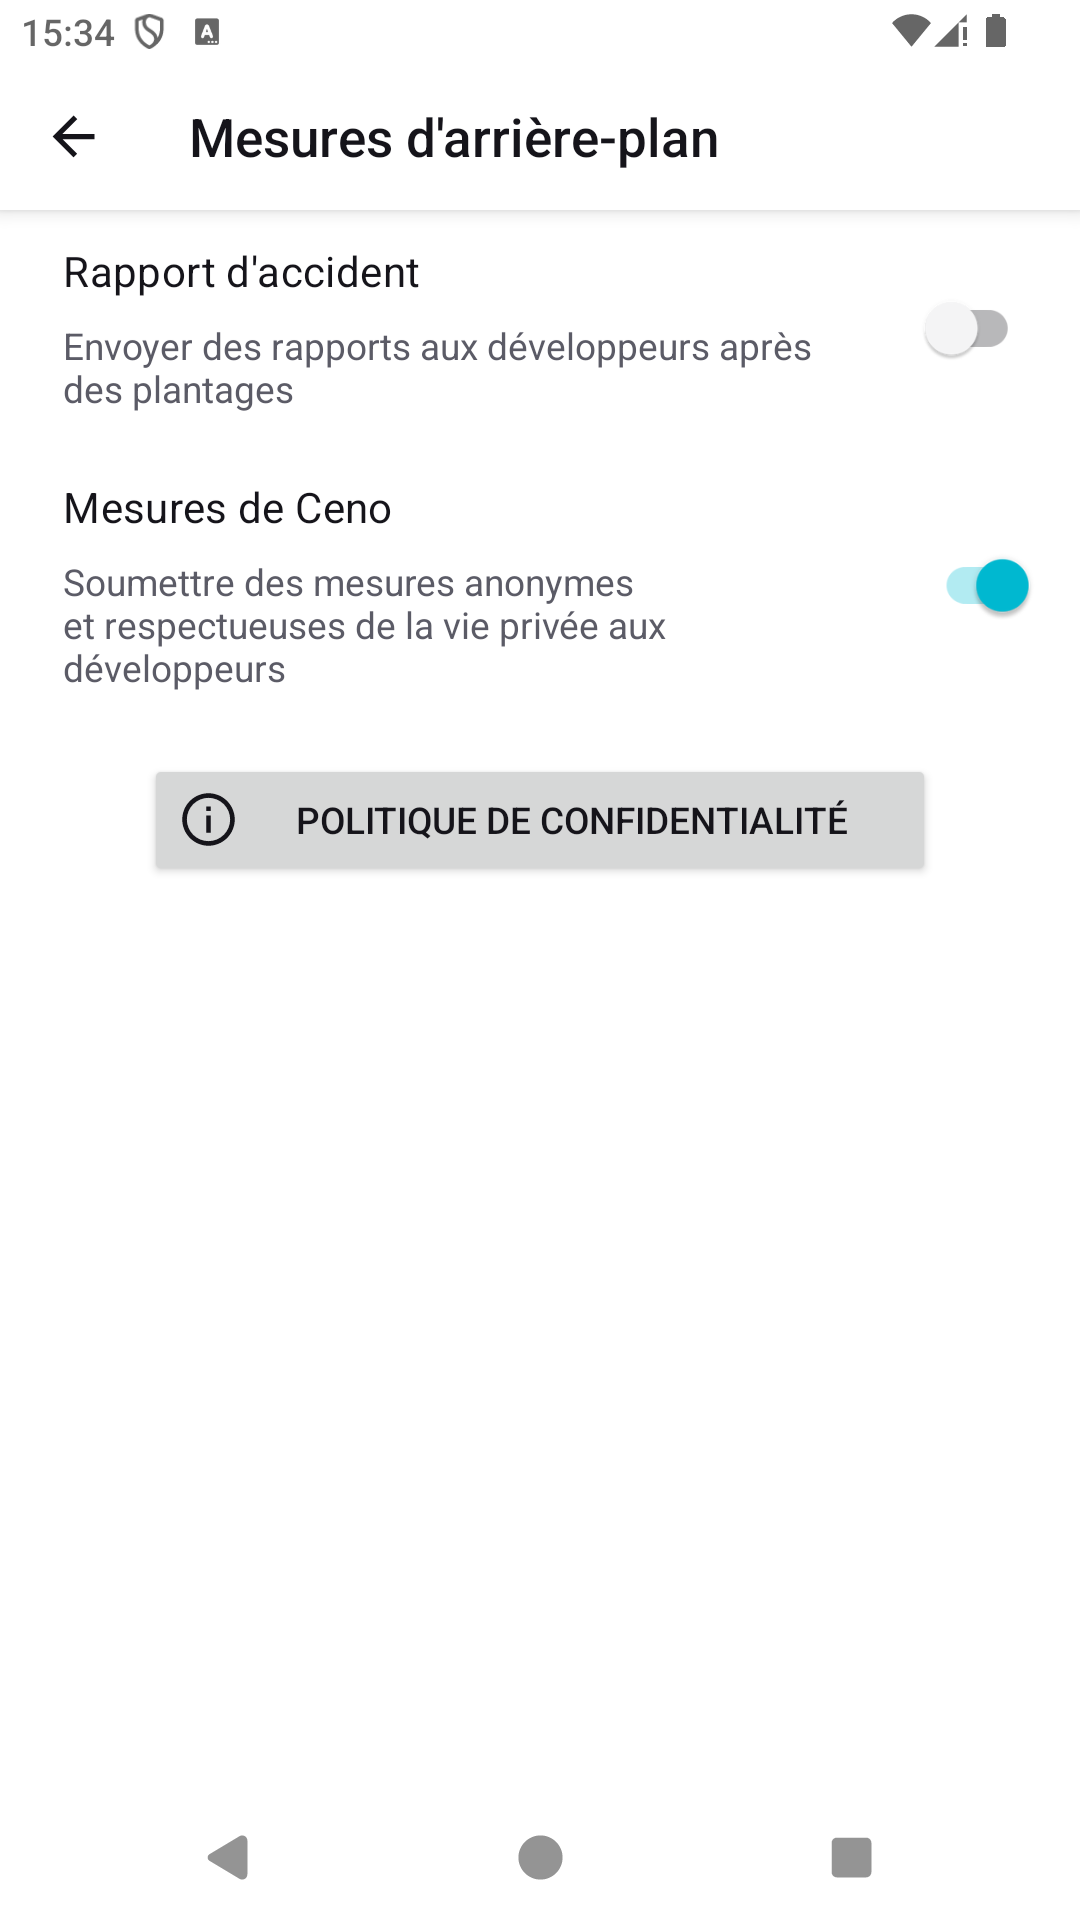 15:34
Mesures d'arrière-plan
Rapport d'accident
Envoyer des rapports aux développeurs après
des plantages
Mesures de Ceno
Soumettre des mesures anonymes
et respectueuses de la vie privée aux
développeurs
POLITIQUE DE CONFIDENTIALITÉ